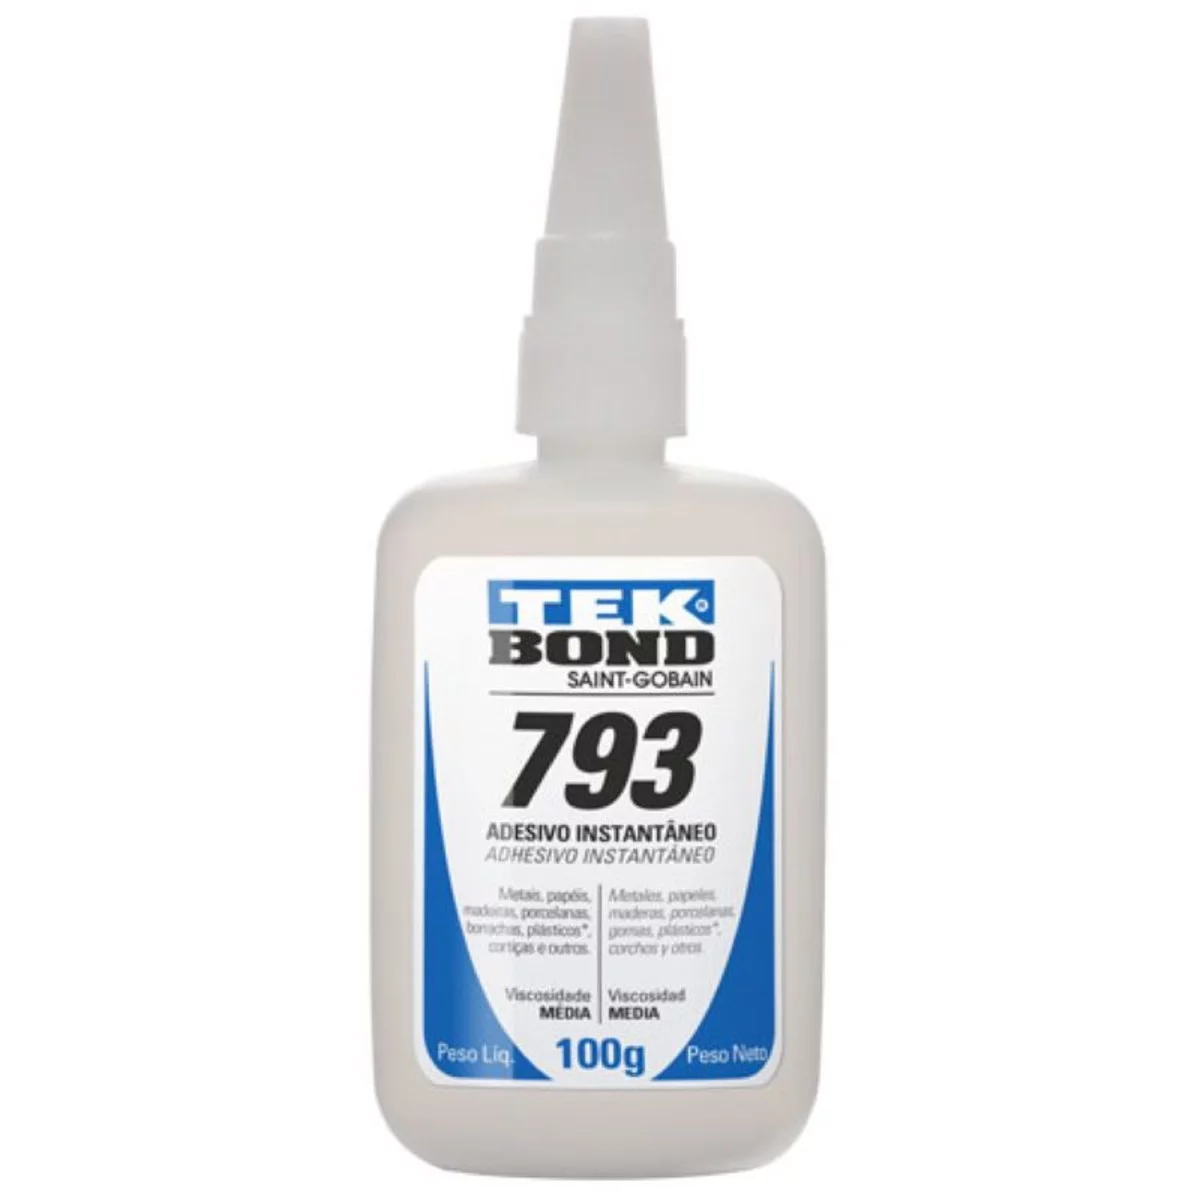 TEK®
BOND
SAINT-GOBAIN
793
ADESIVO INSTANTÂNEO
ADHESIVO INSTANTÁNEO
Metais, papéis,
madeiras, porcelanas,
borrachas, plásticos*,
cortiças e outros.
Viscosidade
MÉDIA
Metales, papeles,
maderas, porcelanas,
gomas, plásticos*,
corchos y otros.
Viscosidad
MEDIA
Peso Líq. 100g Peso Neto